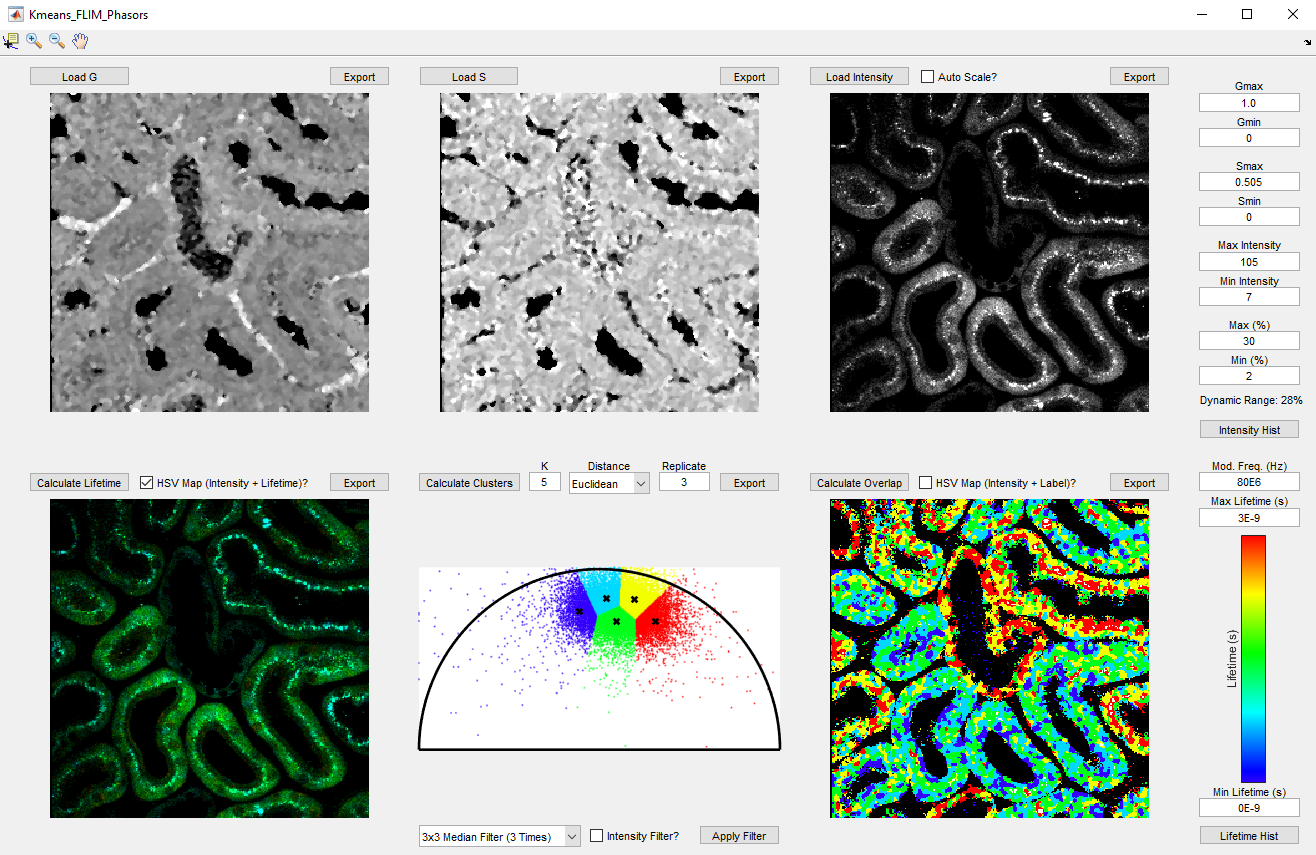 Kmeans_FLIM_Phasors
Load G
Export
Load S
Export
Load Intensity
Auto Scale?
Export
Gmax
1.0
Gmin
0
Smax
0.505
Smin
0
Max Intensity
105
Min Intensity
7
Max (%)
30
Min (%)
2
Dynamic Range: 28%
Intensity Hist
Calculate Lifetime
HSV Map (Intensity + Lifetime)?
Export
Calculate Clusters
K
5
Distance
Euclidean
Replicate
3
Export
Calculate Overlap
HSV Map (Intensity + Label)?
Export
Mod. Freq. (Hz)
80E6
Max Lifetime (s)
3E-9
Lifetime (s)
Min Lifetime (s)
0E-9
Lifetime Hist
3x3 Median Filter (3 Times)
Intensity Filter?
Apply Filter